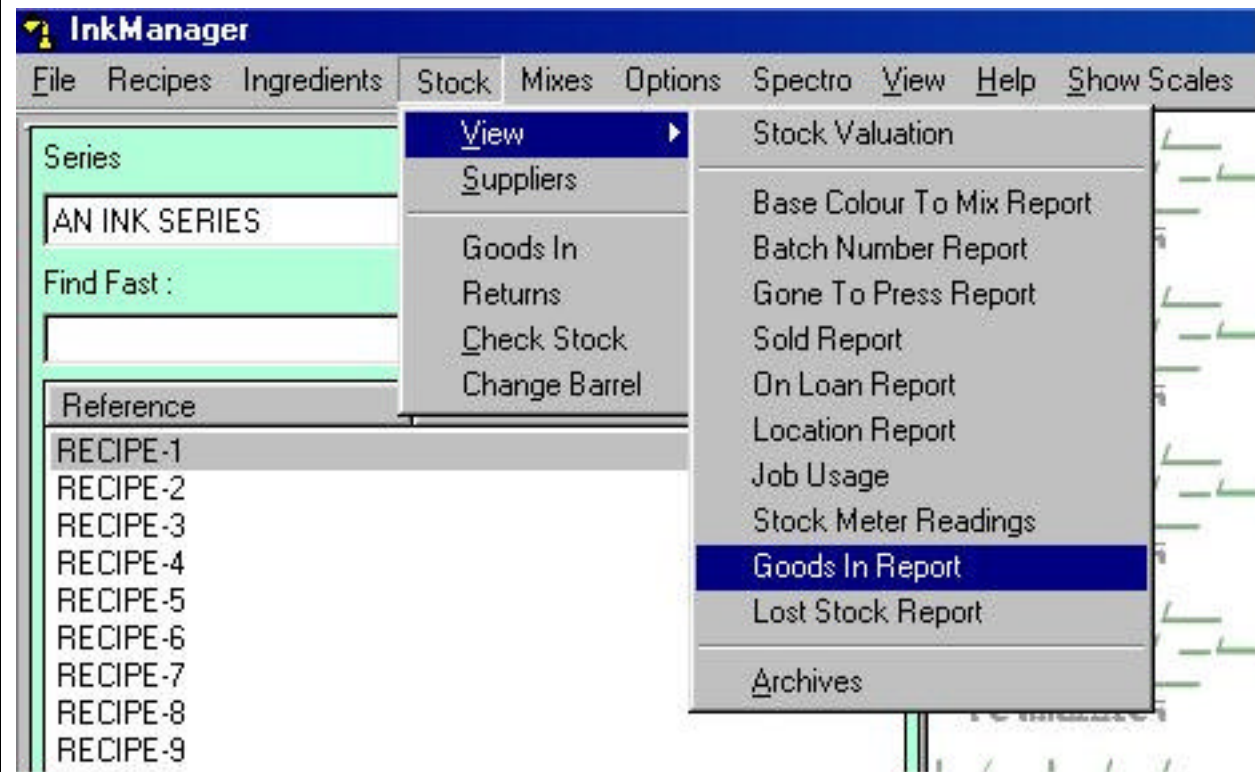 InkManager
File Recipes Ingredients Stock Mixes Options Spectro View Help Show Scales
Series
AN INK SERIES
Find Fast :
Reference
RECIPE-1
RECIPE-2
RECIPE-3
RECIPE-4
RECIPE-5
RECIPE-6
RECIPE-7
RECIPE-8
RECIPE-9
View
Suppliers
Goods In
Returns
Check Stock
Change Barrel
Stock Valuation
Base Colour To Mix Report
Batch Number Report
Gone To Press Report
Sold Report
On Loan Report
Location Report
Job Usage
Stock Meter Readings
Goods In Report
Lost Stock Report
Archives